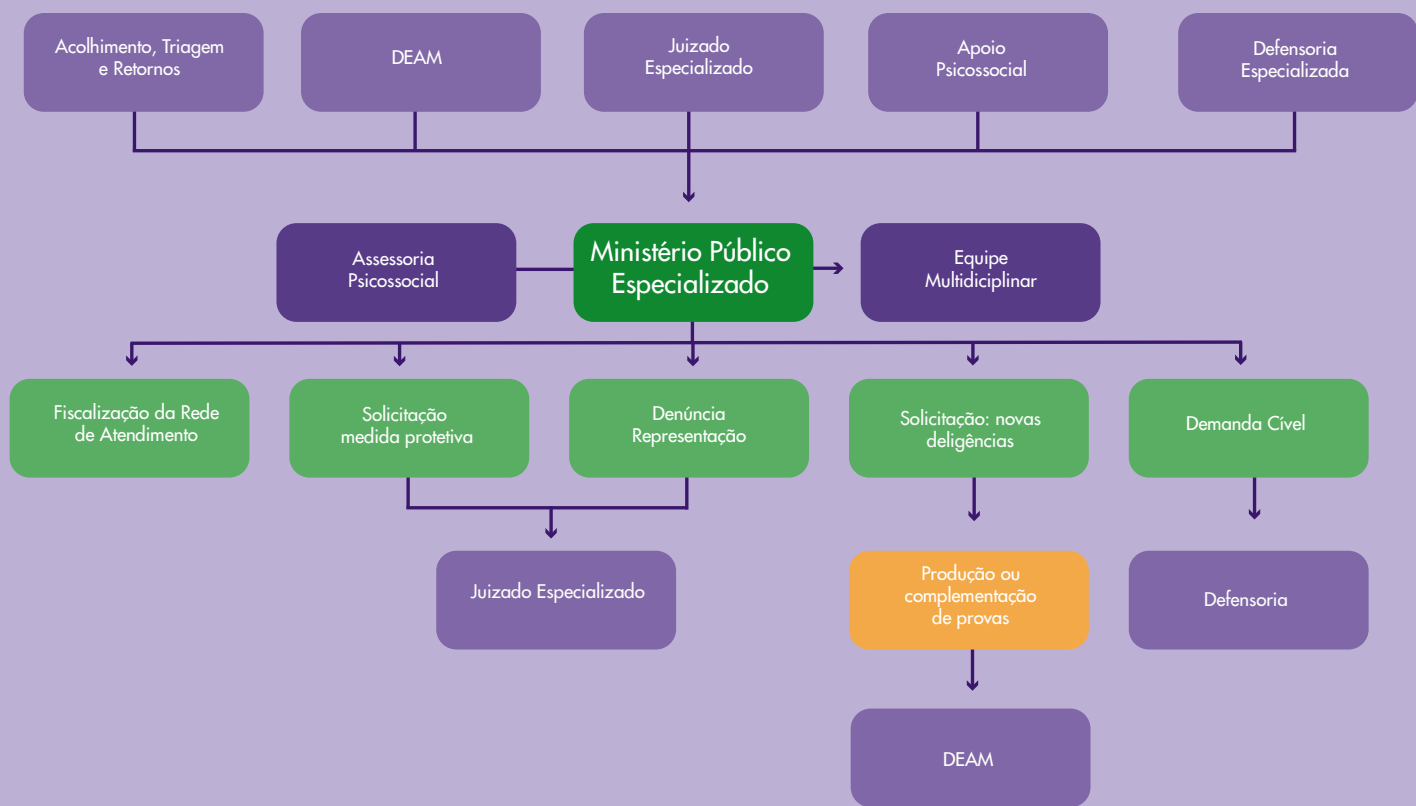 Acolhimento, Triagem
e Retornos
DEAM
Juizado
Especializado
Apoio
Psicossocial
Defensoria
Especializada
Assessoria
Psicossocial
Ministério Público
Especializado
Equipe
Multidiciplinar
Fiscalização da Rede
de Atendimento
Solicitação
medida protetiva
Denúncia
Representação
Solicitação: novas
deligências
Demanda Cível
Juizado Especializado
Produção ou
complementação
de provas
Defensoria
DEAM